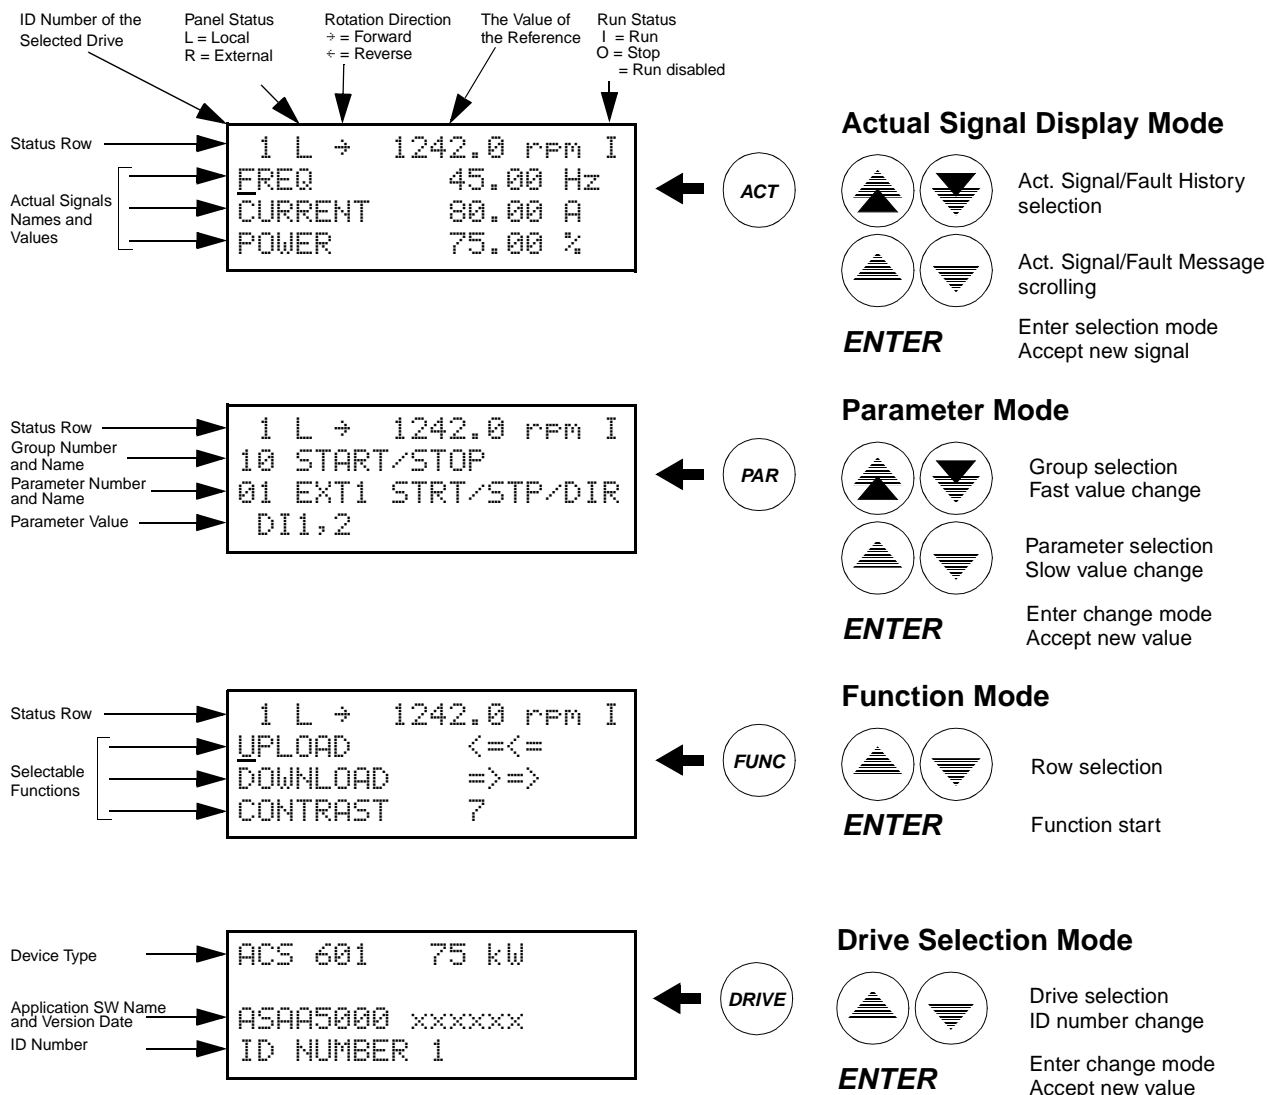 ID Number of the
Selected Drive
Panel Status
L = Local
R = External
Rotation Direction
→ = Forward
← = Reverse
The Value of
the Reference
Run Status
I = Run
O = Stop
= Run disabled
Status Row
1 L → 1242.0 rpm I
Actual Signals
Names and
Values
FREQ 45.00 Hz
CURRENT 80.00 A
POWER 75.00 %
ACT
Actual Signal Display Mode
Act. Signal/Fault History
selection
Act. Signal/Fault Message
scrolling
ENTER
Enter selection mode
Accept new signal
Status Row
Group Number
and Name
Parameter Number
and Name
Parameter Value
1 L → 1242.0 rpm I
10 START/STOP
01 EXT1 STRT/STP/DIR
DI1,2
PAR
Parameter Mode
Group selection
Fast value change
Parameter selection
Slow value change
ENTER
Enter change mode
Accept new value
Status Row
Selectable
Functions
1 L → 1242.0 rpm I
UPLOAD <=<=
DOWNLOAD =>=>
CONTRAST 7
FUNC
Function Mode
Row selection
ENTER
Function start
Device Type
Application SW Name
and Version Date
ID Number
ACS 601 75 kW
ASAA5000 xxxxxx
ID NUMBER 1
DRIVE
Drive Selection Mode
Drive selection
ID number change
ENTER
Enter change mode
Accept new value